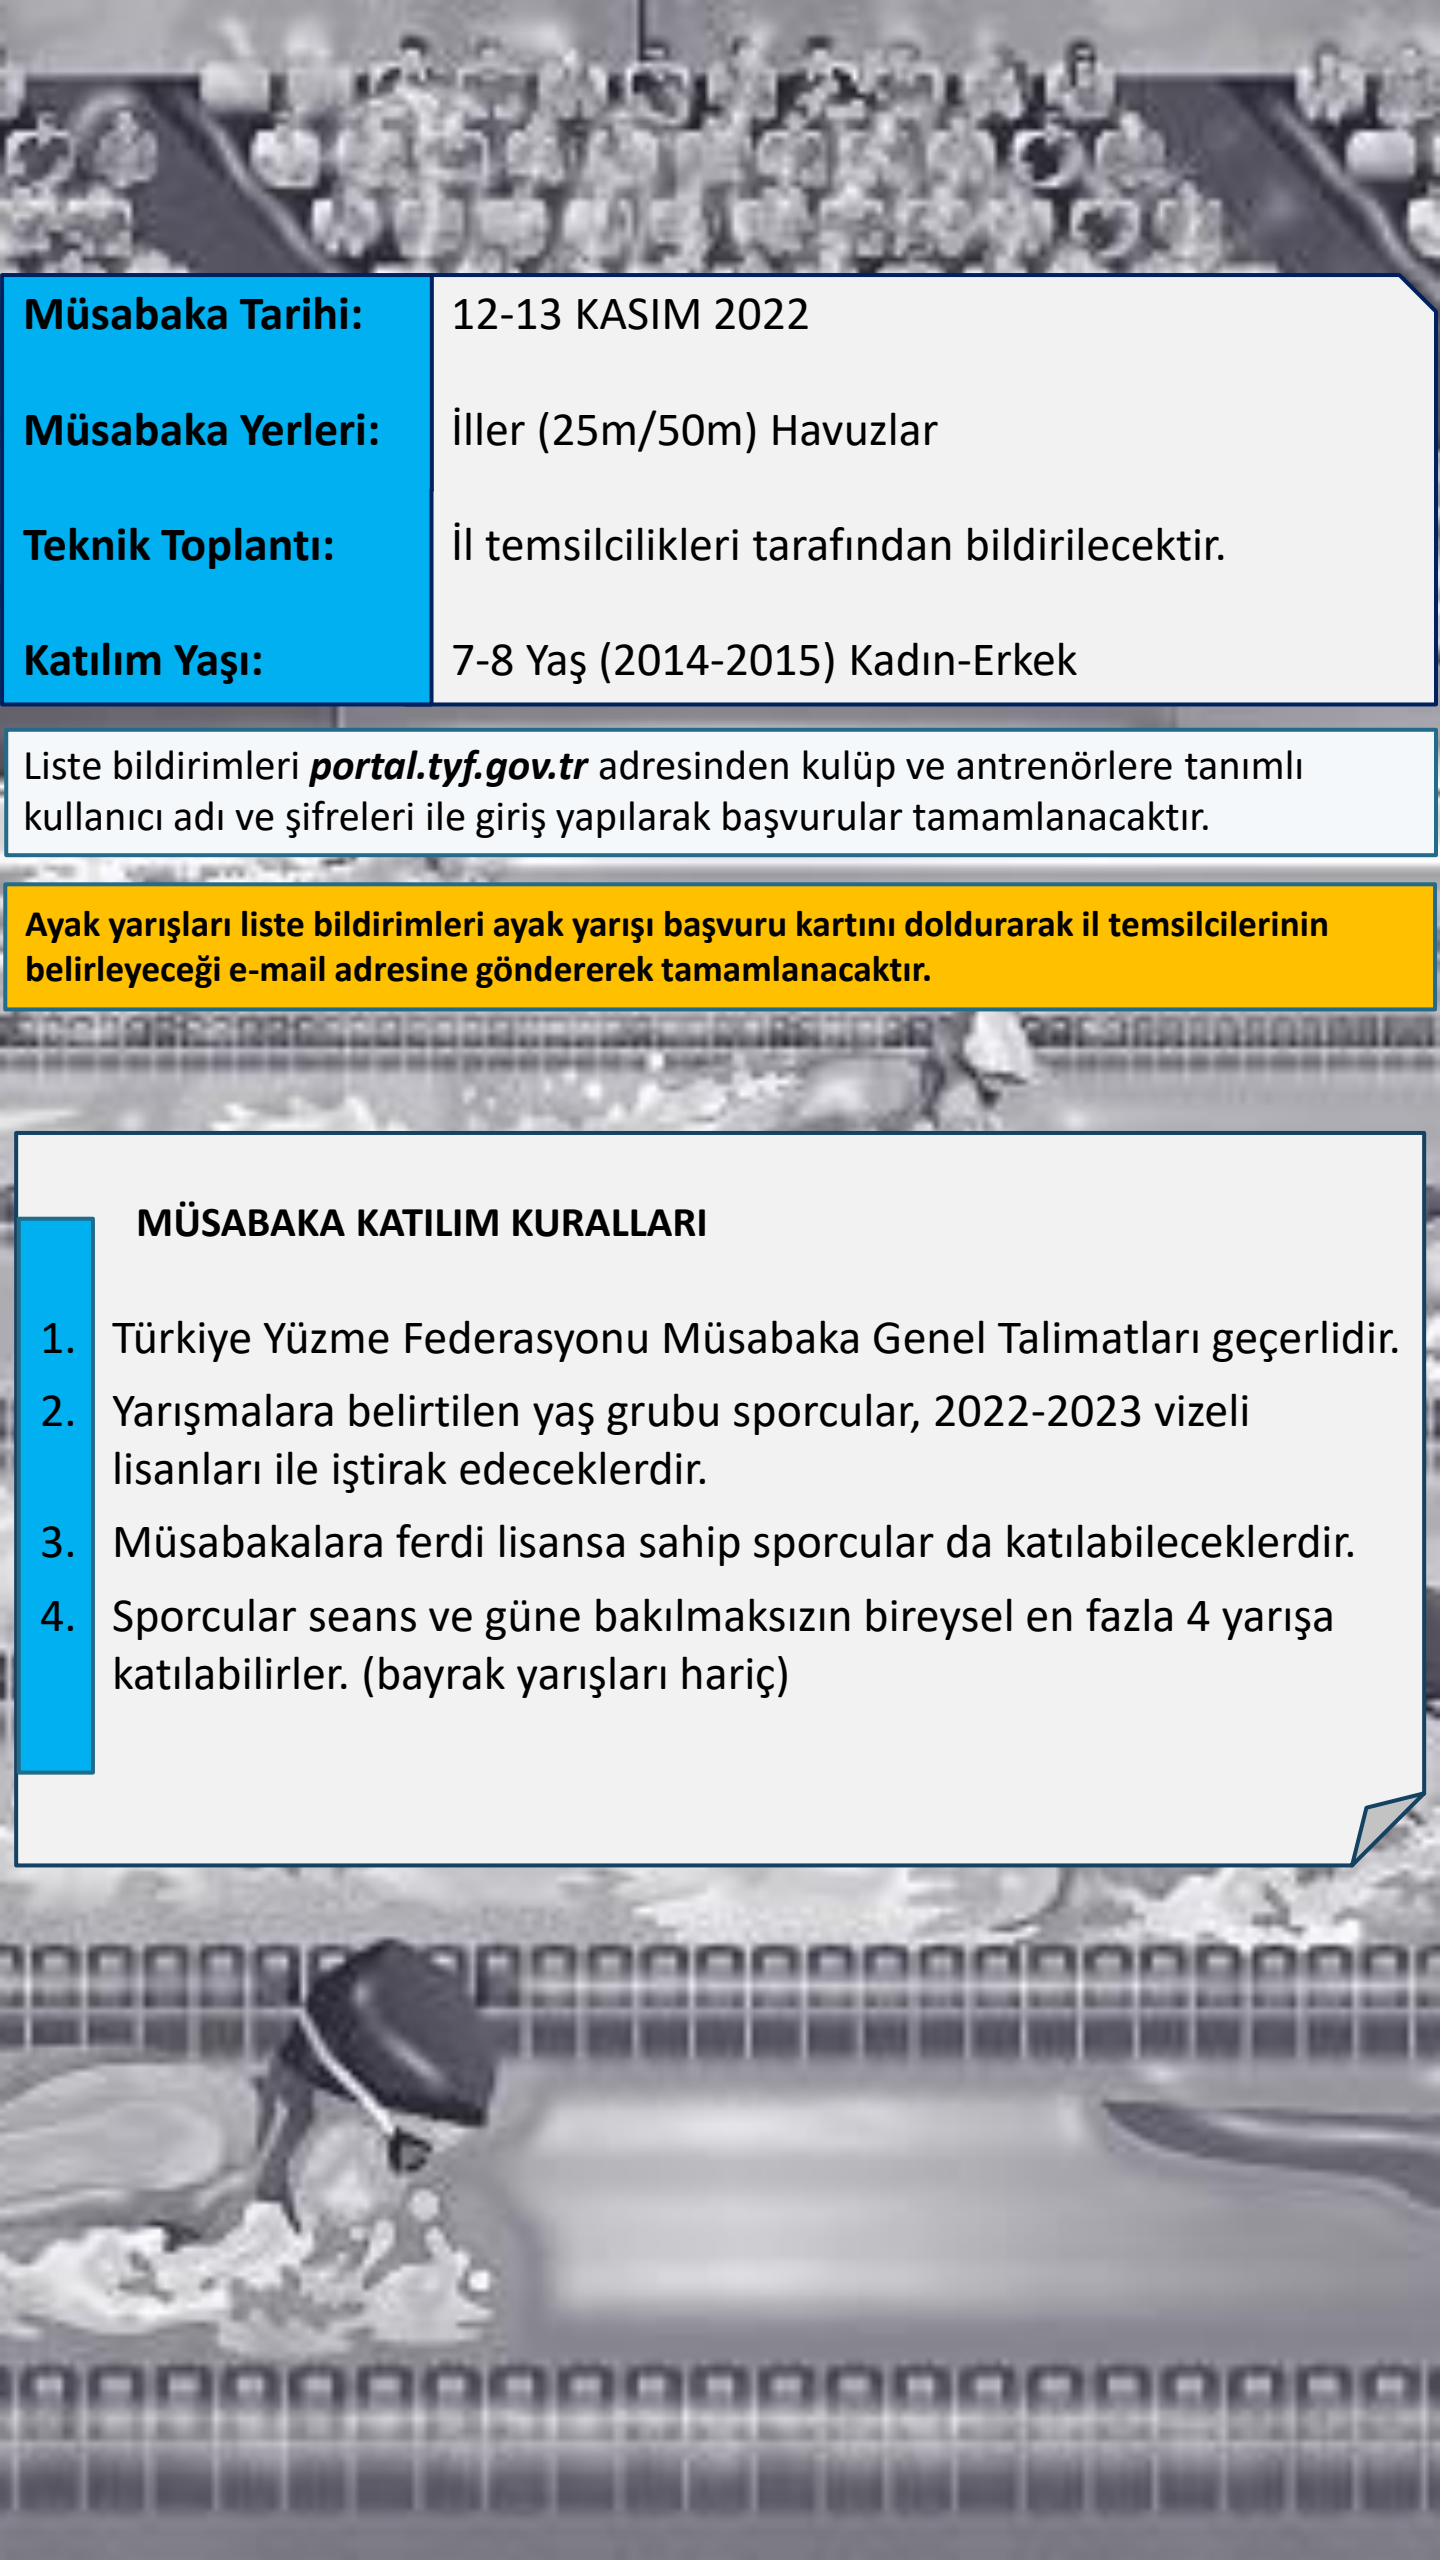 Müsabaka Tarihi: 12-13 KASIM 2022
Müsabaka Yerleri: İller (25m/50m) Havuzlar
Teknik Toplantı: İl temsilcilikleri tarafından bildirilecektir.
Katılım Yaşı: 7-8 Yaş (2014-2015) Kadın-Erkek
Liste bildirimleri portal.tyf.gov.tr adresinden kulüp ve antrenörlere tanımlı
kullanıcı adı ve şifreleri ile giriş yapılarak başvurular tamamlanacaktır.
Ayak yarışları liste bildirimleri ayak yarışı başvuru kartını doldurarak il temsilcilerinin
belirleyeceği e-mail adresine göndererek tamamlanacaktır.
MÜSABAKA KATILIM KURALLARI
1. Türkiye Yüzme Federasyonu Müsabaka Genel Talimatları geçerlidir.
2. Yarışmalara belirtilen yaş grubu sporcular, 2022-2023 vizeli
lisanları ile iştirak edeceklerdir.
3. Müsabakalara ferdi lisansa sahip sporcular da katılabileceklerdir.
4. Sporcular seans ve güne bakılmaksızın bireysel en fazla 4 yarışa
katılabilirler. (bayrak yarışları hariç)